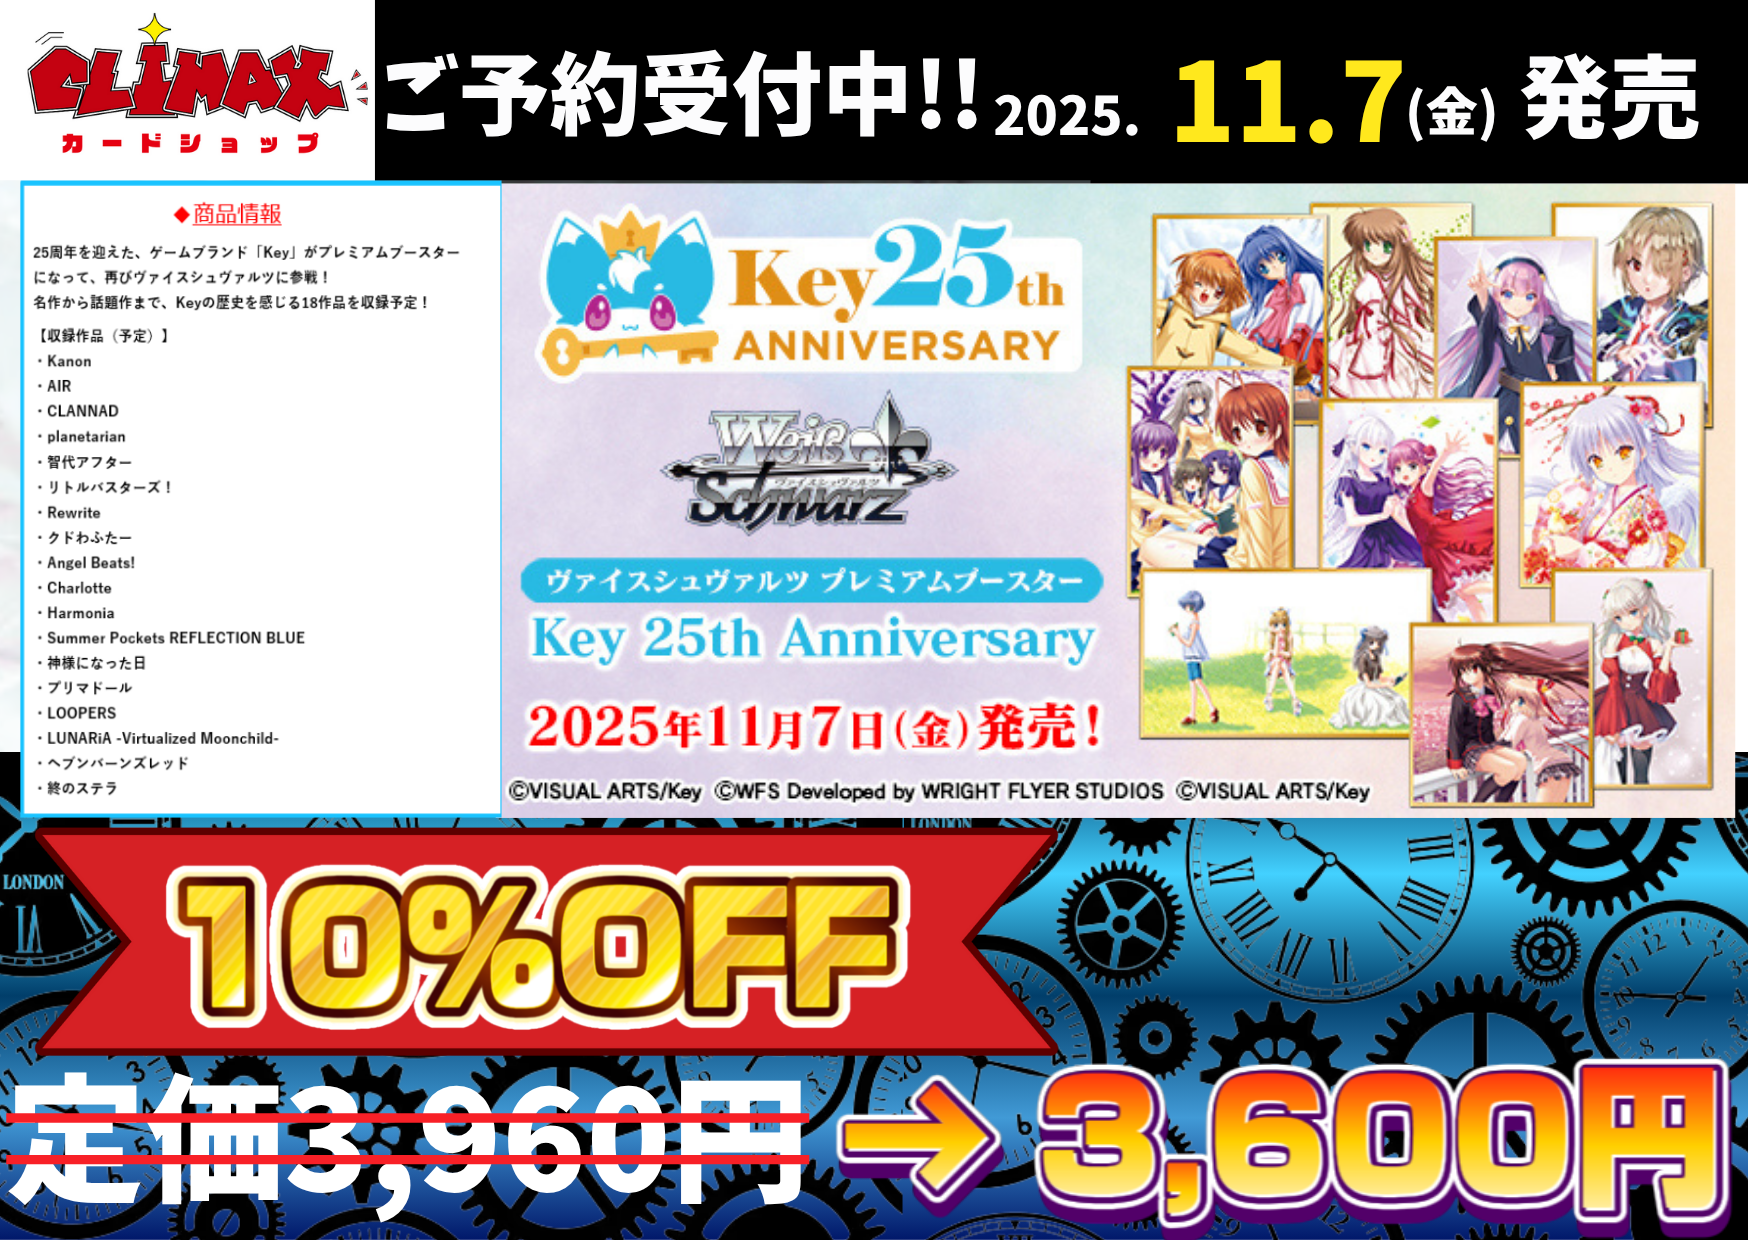 CLIMAX
カードショップ
ご予約受付中!! 2025. 11.7(金) 発売
◆商品情報
25周年を迎えた、ゲームブランド「Key」がプレミアムブースター
になって、再びヴァイスシュヴァルツに参戦！
名作から話題作まで、Keyの歴史を感じる18作品を収録予定！
【収録作品（予定）】
・Kanon
・AIR
・CLANNAD
・planetarian
・智代アフター
・リトルバスターズ！
・Rewrite
・クドわふたー
・Angel Beats!
・Charlotte
・Harmonia
・Summer Pockets REFLECTION BLUE
・神様になった日
・プリマドール
・LOOPERS
・LUNARiA -Virtualized Moonchild-
・ヘブンバーンズレッド
・終のステラ
Key25th
ANNIVERSARY
Weiß
ヴァイスシュヴァルツ
Schwarz
ヴァイスシュヴァルツ プレミアムブースター
Key 25th Anniversary
2025年11月7日(金)発売！
©VISUAL ARTS/Key ©WFS Developed by WRIGHT FLYER STUDIOS ©VISUAL ARTS/Key
LONDON
10%OFF
定価3,960円→3,600円